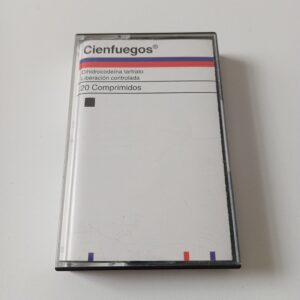 Cienfuegos®
Dihidrocodeína tartrato
Liberación controlada
20 Comprimidos